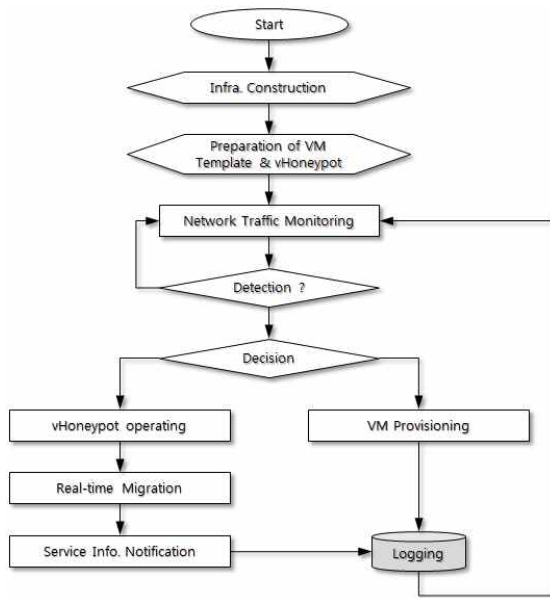 Start
Infra. Construction
Preparation of VM
Template & vHoneypot
Network Traffic Monitoring
Detection ?
Decision
vHoneypot operating
VM Provisioning
Real-time Migration
Service Info. Notification
Logging